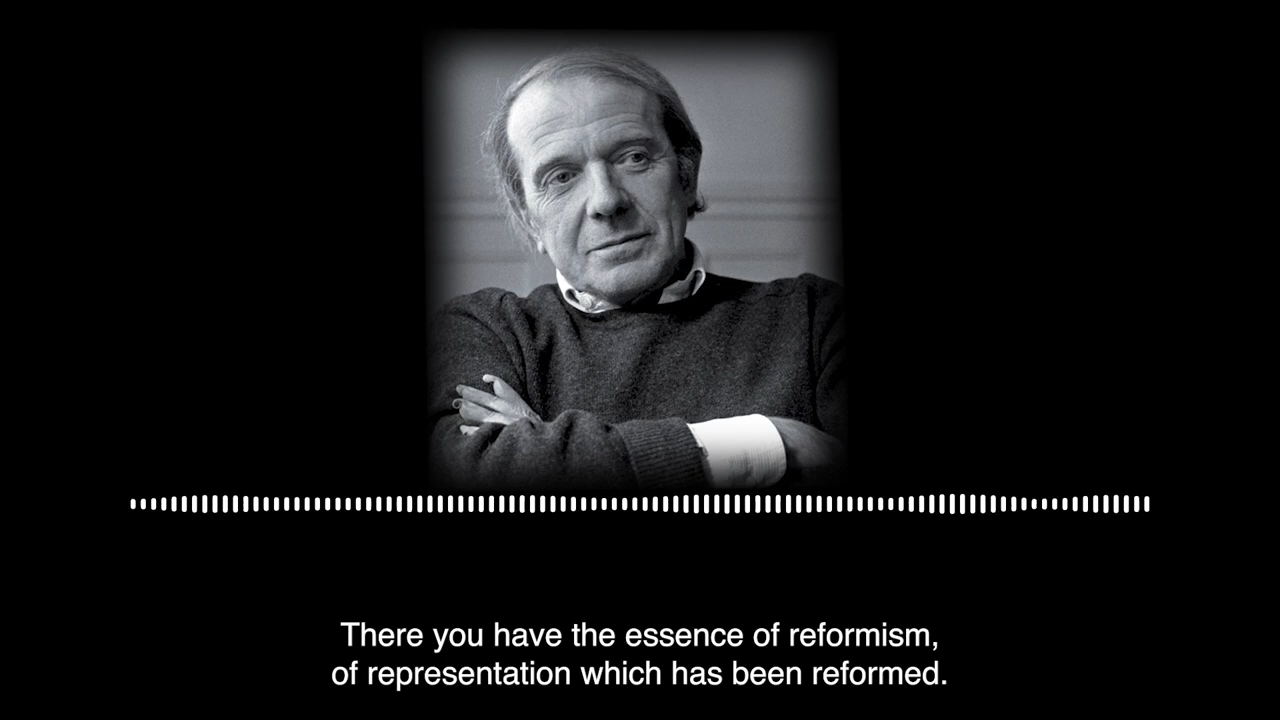 There you have the essence of reformism,
of representation which has been reformed.